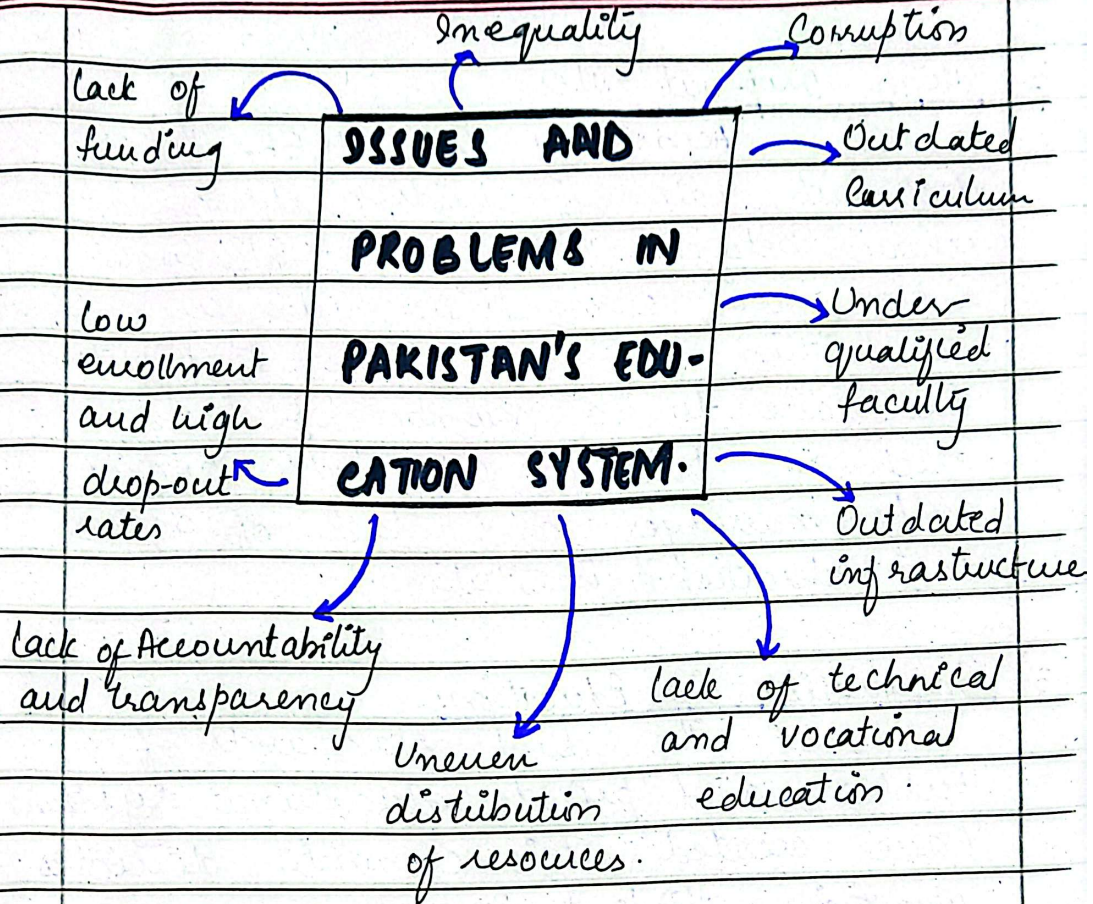 Inequality
Corruption
lack of
funding
ISSUES AND
PROBLEMS IN
PAKISTAN'S EDU-
CATION SYSTEM.
Outdated
Curriculum
Under
qualified
faculty
Outdated
infrastructure
low
enrollment
and high
drop-out
rates
lack of Accountability
and transparency
Uneven
distribution
of resources.
lack of technical
and vocational
education.